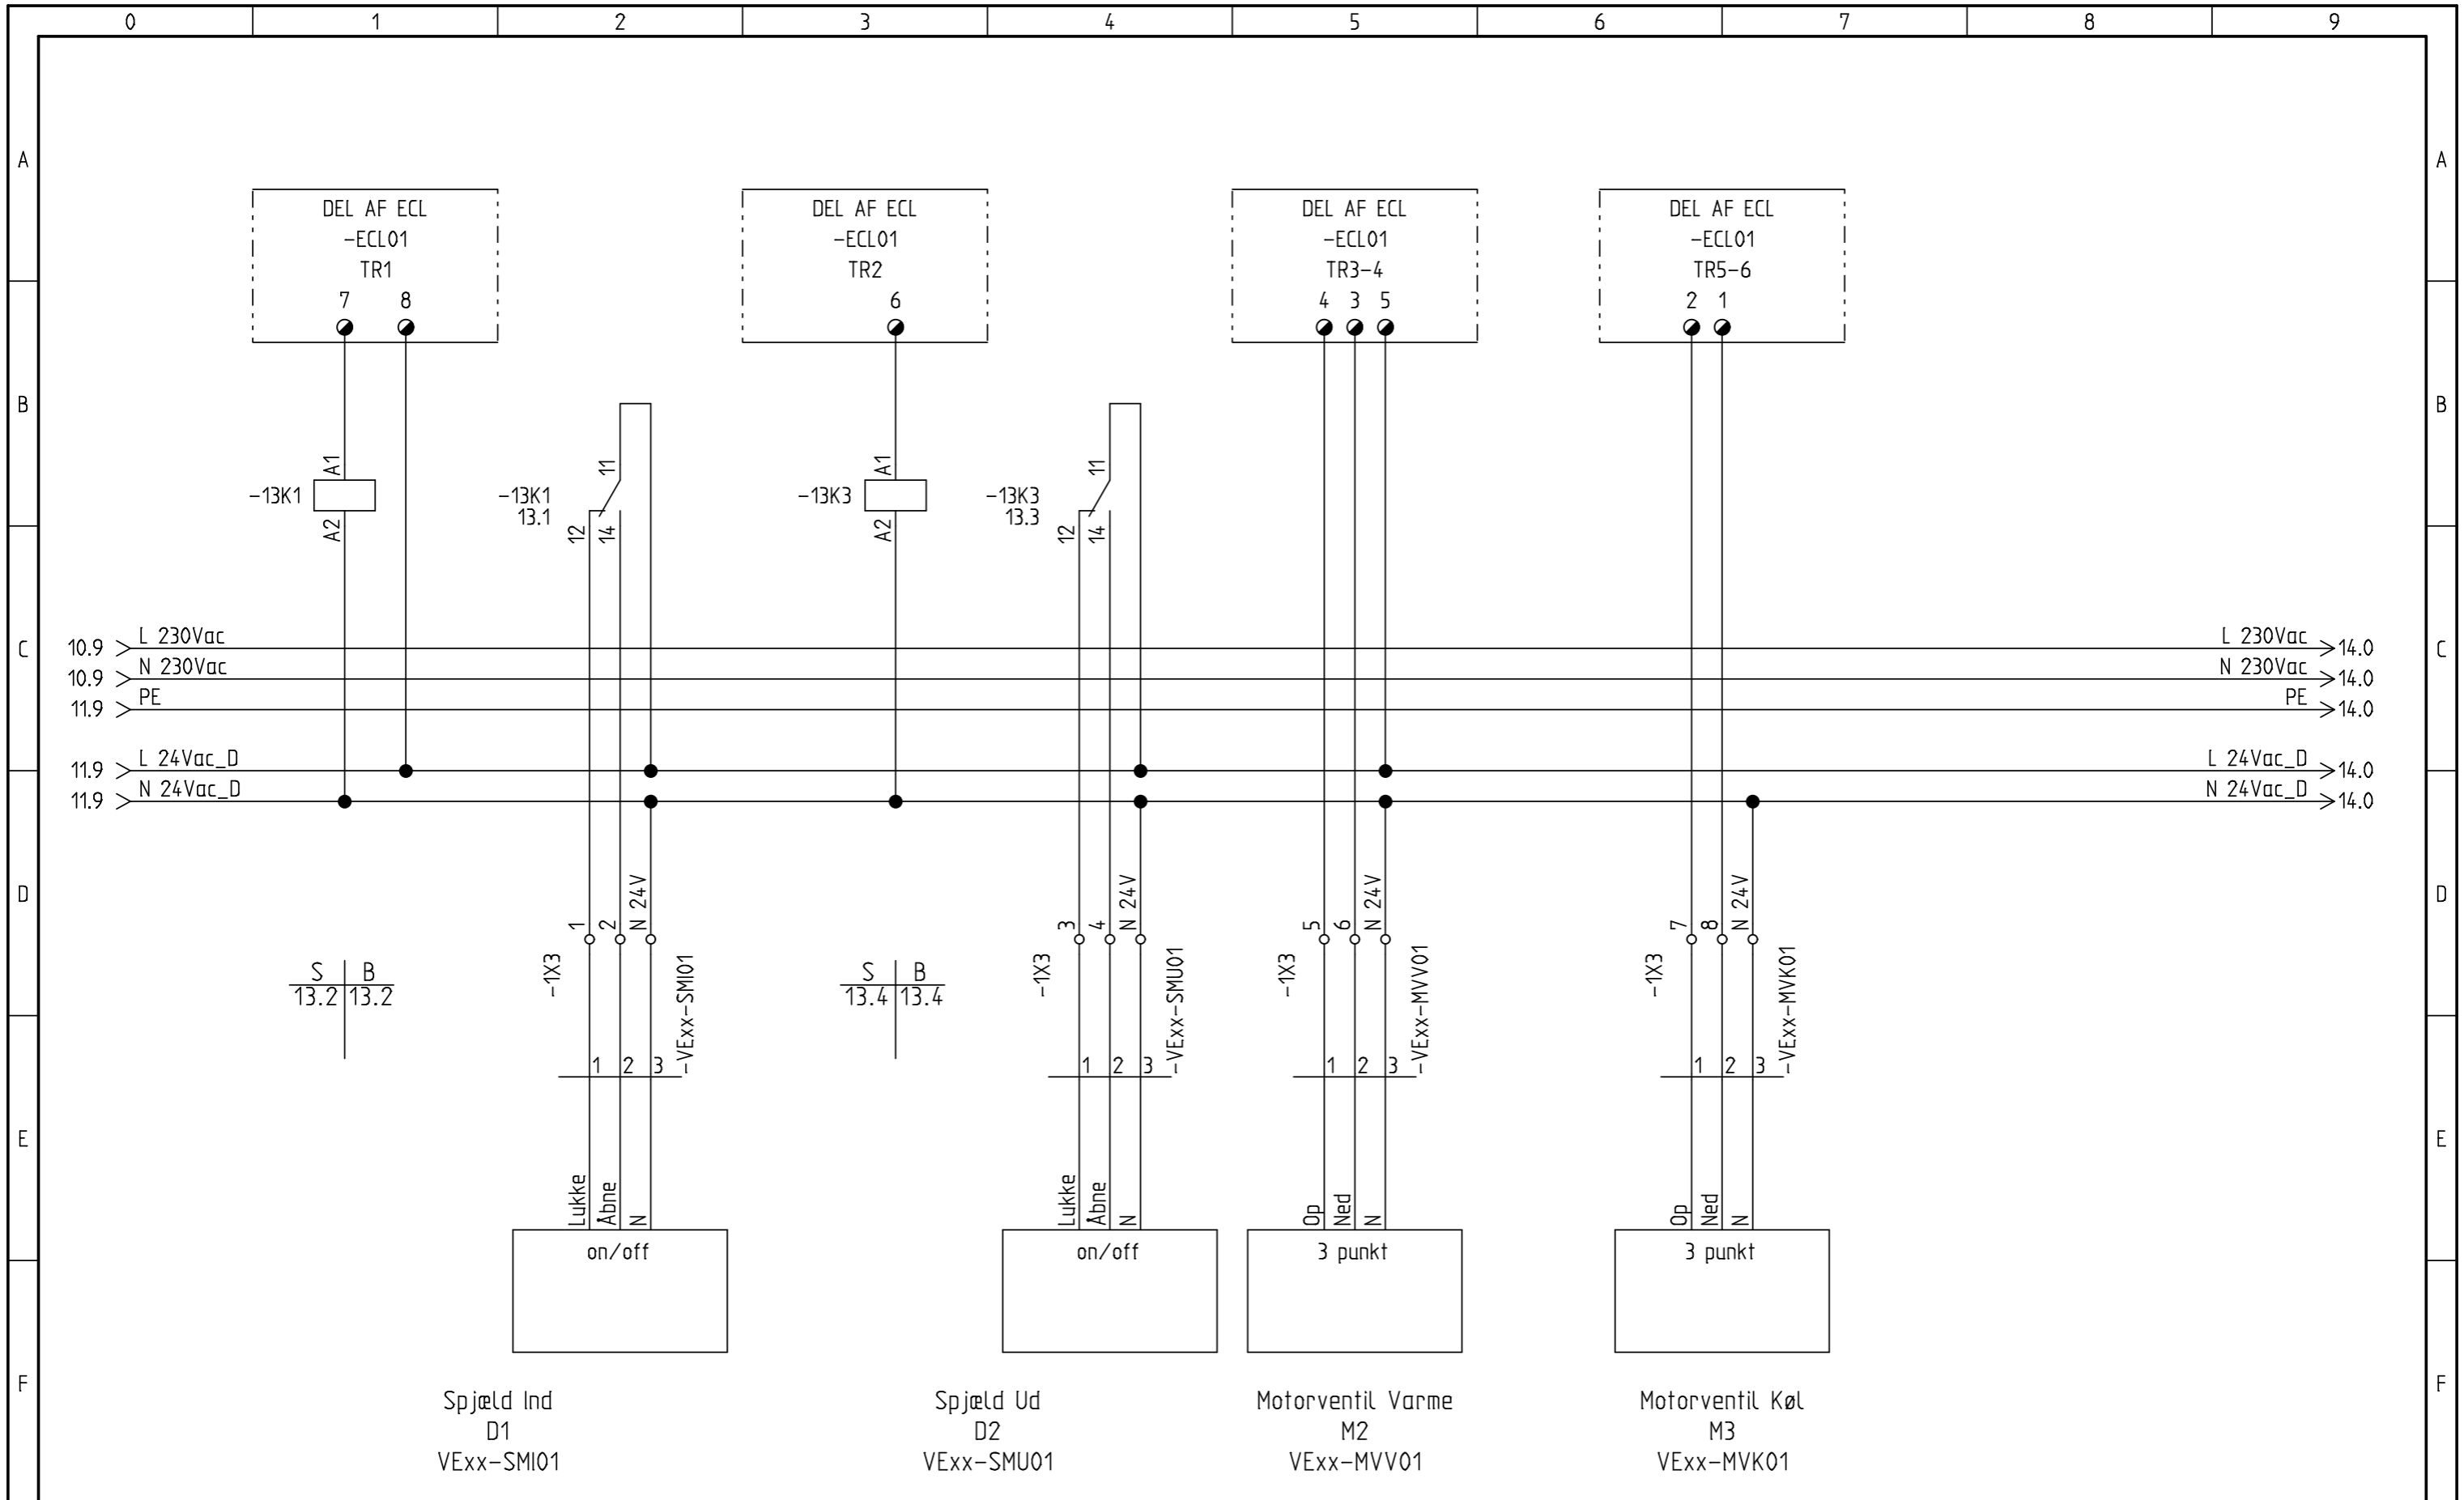 0 1 2 3 4 5 6 7 8 9
A A
DEL AF ECL
-ECL01
TR1
7 8
DEL AF ECL
-ECL01
TR2
6
DEL AF ECL
-ECL01
TR3-4
4 3 5
DEL AF ECL
-ECL01
TR5-6
2 1
B B
-13K1
A1
A2
-13K1
13.1
11
12
14
-13K3
A1
A2
-13K3
13.3
11
12
14
C C
10.9 L 230Vac L 230Vac 14.0
10.9 N 230Vac N 230Vac 14.0
11.9 PE PE 14.0
11.9 L 24Vac_D L 24Vac_D 14.0
11.9 N 24Vac_D N 24Vac_D 14.0
D D
S B
13.2 13.2
-1X3
1
2
N 24V
-VExx-SMI01
1 2 3
S B
13.4 13.4
-1X3
3
4
N 24V
-VExx-SMU01
1 2 3
-1X3
5
6
N 24V
-VExx-MVV01
1 2 3
-1X3
7
8
N 24V
-VExx-MVK01
1 2 3
E E
Lukke
Åbne
N
on/off
Lukke
Åbne
N
on/off
Op
Ned
N
3 punkt
Op
Ned
N
3 punkt
F F
Spjæld Ind
D1
VExx-SMI01
Spjæld Ud
D2
VExx-SMU01
Motorventil Varme
M2
VExx-MVV01
Motorventil Køl
M3
VExx-MVK01